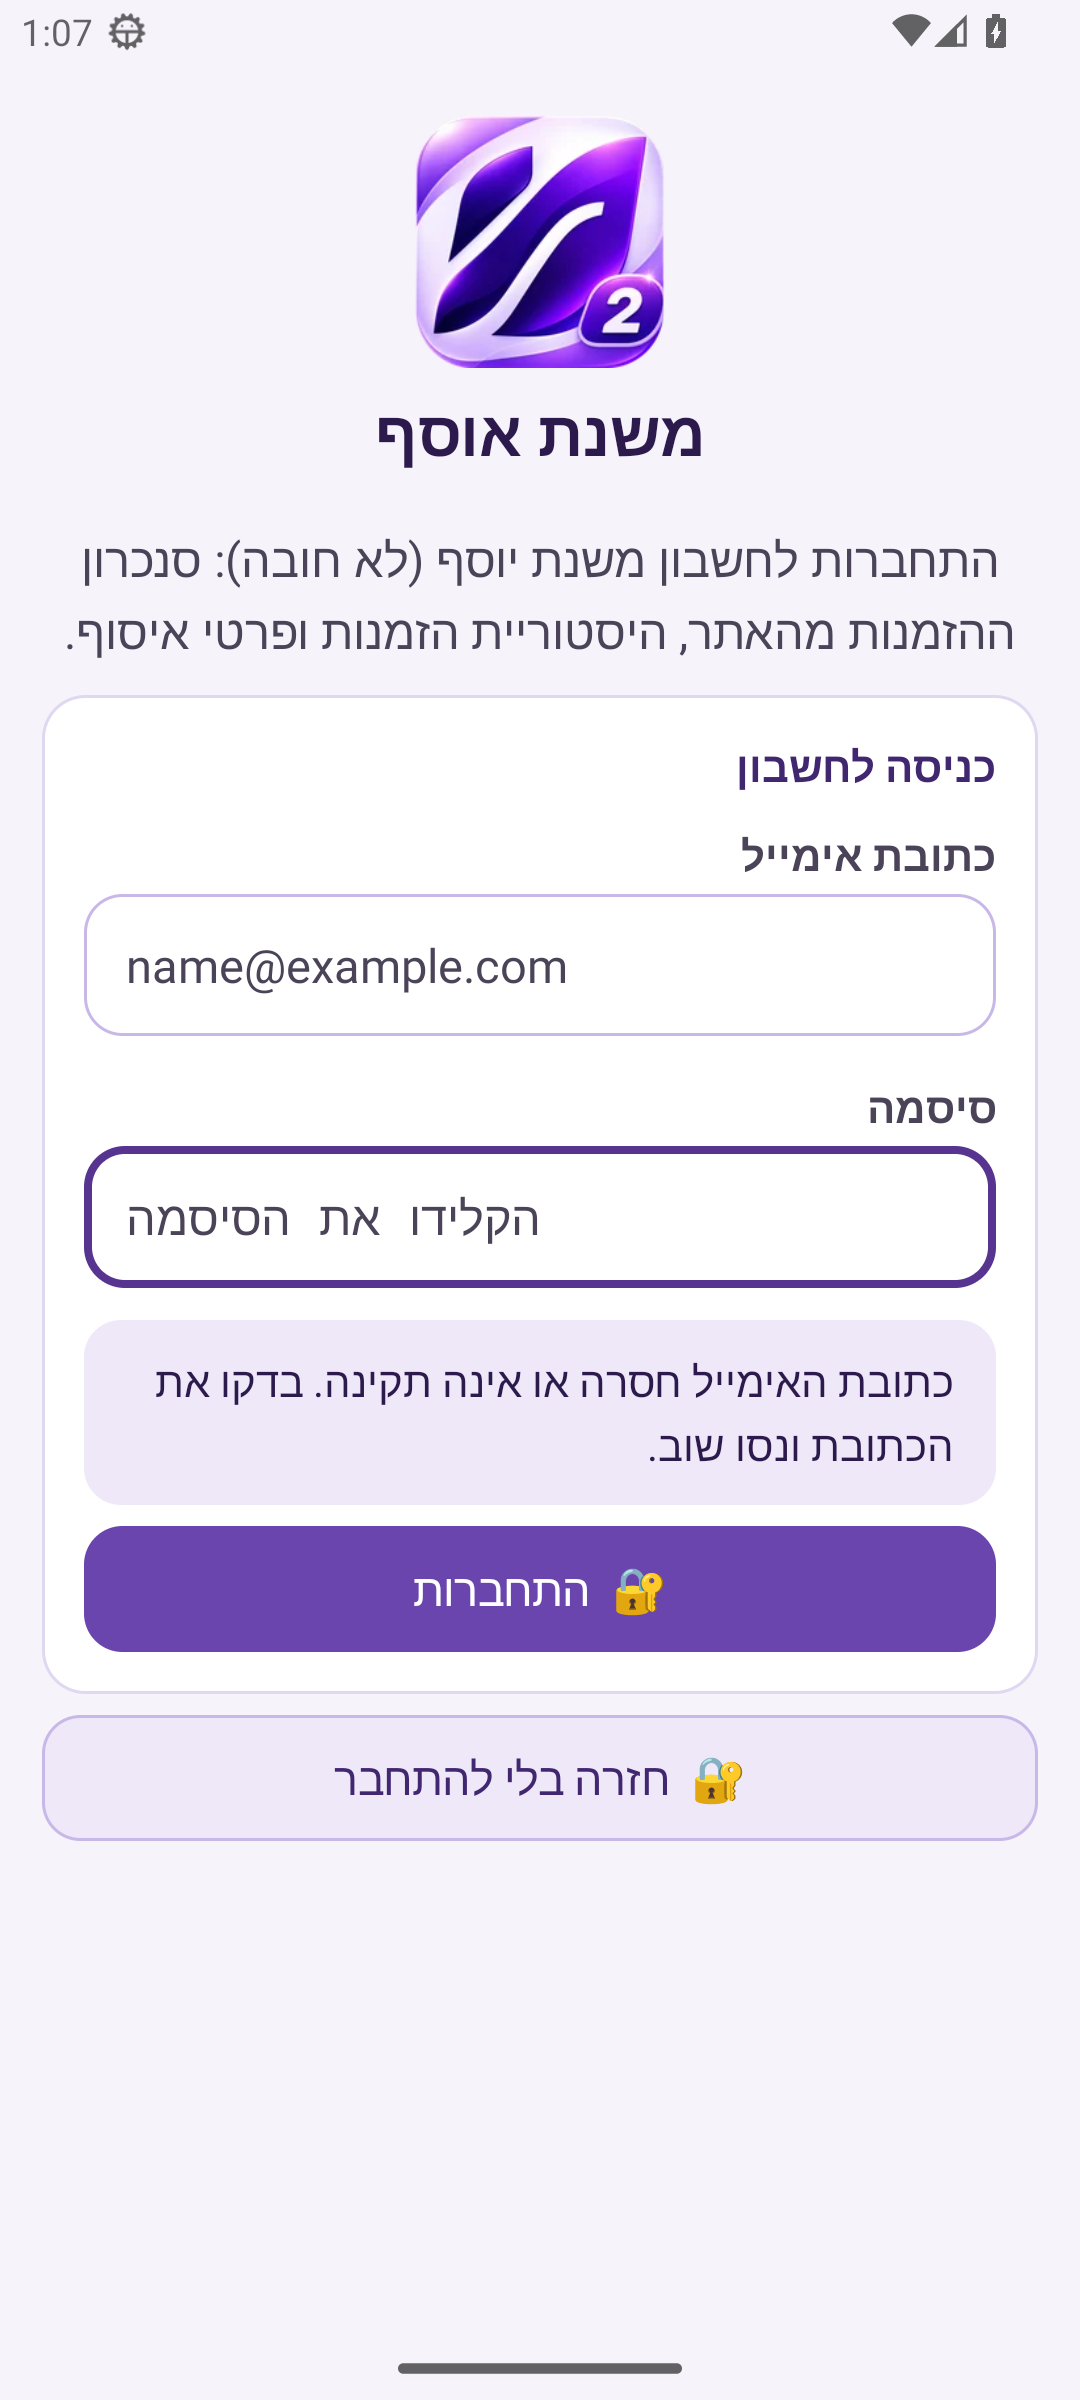 1:07
2
משנת אוסף
התחברות לחשבון משנת יוסף (לא חובה): סנכרון
ההזמנות מהאתר, היסטוריית הזמנות ופרטי איסוף.
כניסה לחשבון
כתובת אימייל
name@example.com
סיסמה
הקלידו את הסיסמה
כתובת האימייל חסרה או אינה תקינה. בדקו את
הכתובת ונסו שוב.
🔐 התחברות
🔐 חזרה בלי להתחבר